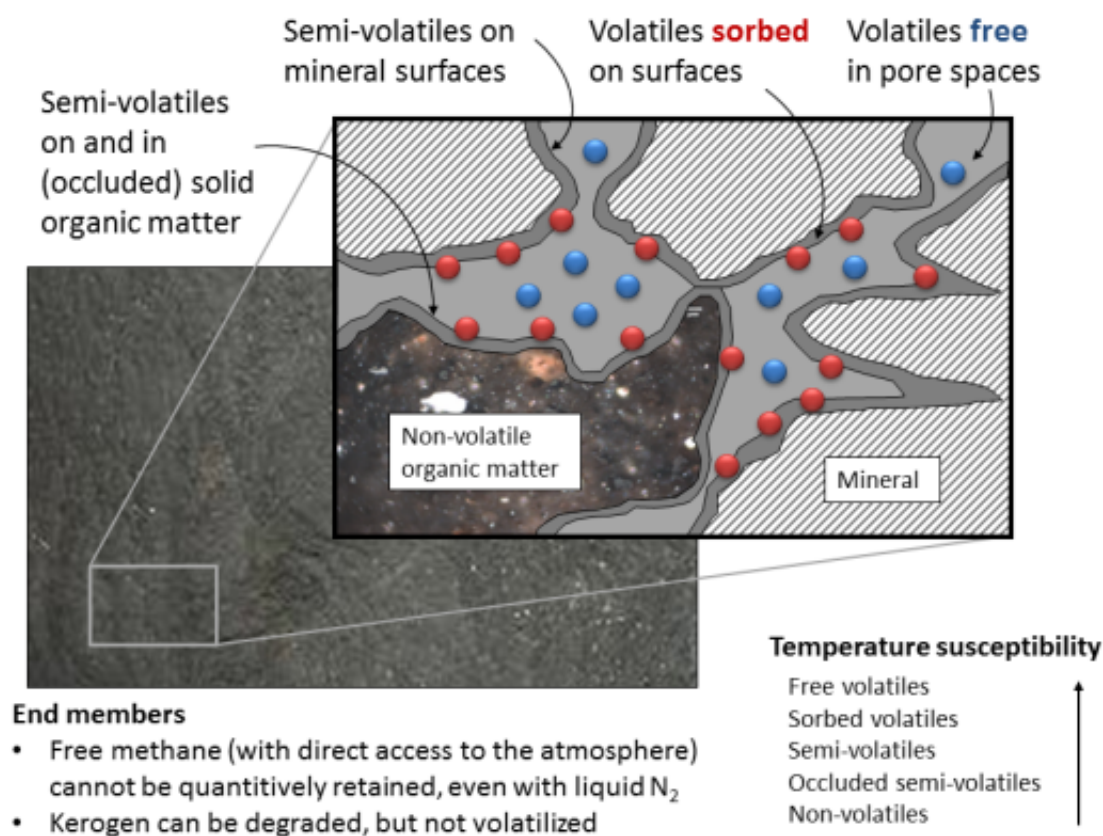 Semi-volatiles on
mineral surfaces
Volatiles sorbed
on surfaces
Volatiles free
in pore spaces
Semi-volatiles
on and in
(occluded) solid
organic matter
Non-volatile
organic matter
Mineral
Temperature susceptibility
Free volatiles
Sorbed volatiles
Semi-volatiles
Occluded semi-volatiles
Non-volatiles
End members
• Free methane (with direct access to the atmosphere)
cannot be quantitively retained, even with liquid N₂
• Kerogen can be degraded, but not volatilized